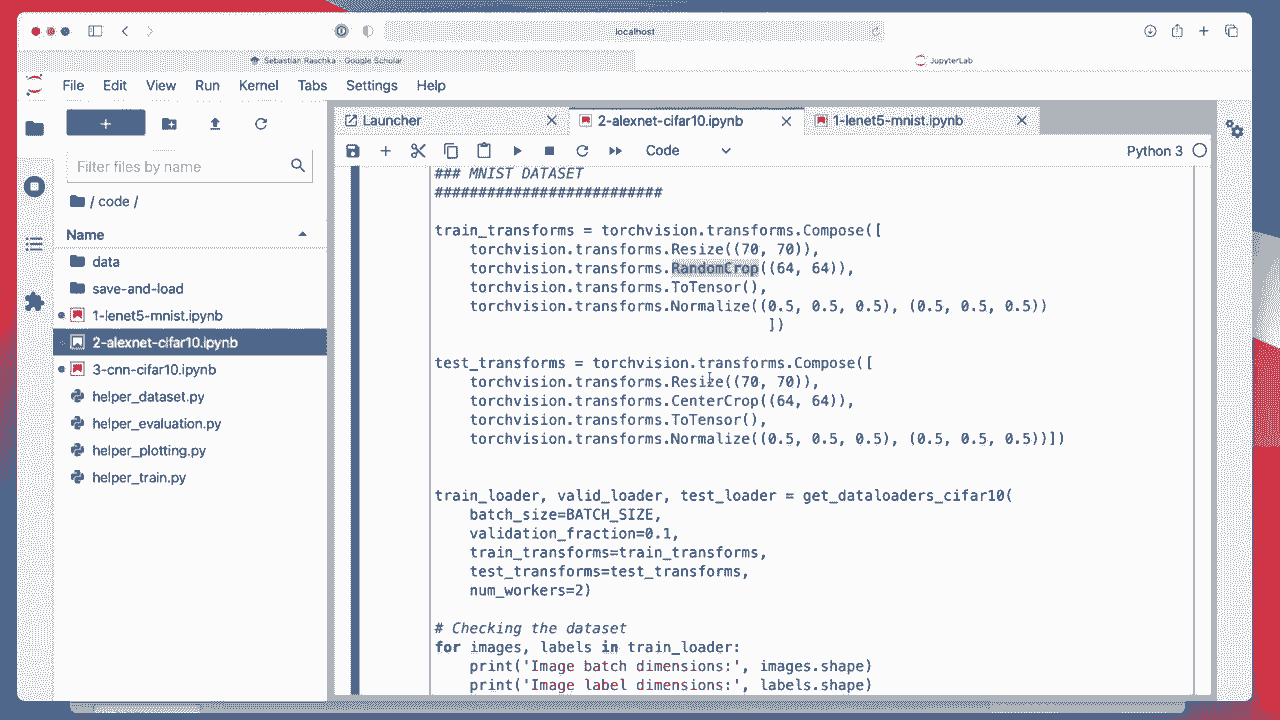 localhost
Sebastian Raschka - Google Scholar
JupyterLab
File Edit View Run Kernel Tabs Settings Help
Launcher
2-alexnet-cifar10.ipynb
1-lenet5-mnist.ipynb
Filter files by name
Code
Python 3
/ code /
Name
data
save-and-load
1-lenet5-mnist.ipynb
2-alexnet-cifar10.ipynb
3-cnn-cifar10.ipynb
helper_dataset.py
helper_evaluation.py
helper_plotting.py
helper_train.py
### MNIST DATASET
##########################
train_transforms = torchvision.transforms.Compose([
torchvision.transforms.Resize((70, 70)),
torchvision.transforms.RandomCrop((64, 64)),
torchvision.transforms.ToTensor(),
torchvision.transforms.Normalize((0.5, 0.5, 0.5), (0.5, 0.5, 0.5))
])
test_transforms = torchvision.transforms.Compose([
torchvision.transforms.Resize((70, 70)),
torchvision.transforms.CenterCrop((64, 64)),
torchvision.transforms.ToTensor(),
torchvision.transforms.Normalize((0.5, 0.5, 0.5), (0.5, 0.5, 0.5))])
train_loader, valid_loader, test_loader = get_dataloaders_cifar10(
batch_size=BATCH_SIZE,
validation_fraction=0.1,
train_transforms=train_transforms,
test_transforms=test_transforms,
num_workers=2)
# Checking the dataset
for images, labels in train_loader:
print('Image batch dimensions:', images.shape)
print('Image label dimensions:', labels.shape)